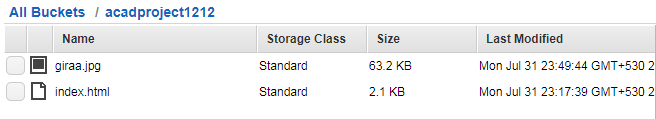 All Buckets / acadproject1212
Name Storage Class Size Last Modified
giraa.jpg Standard 63.2 KB Mon Jul 31 23:49:44 GMT+530 2
index.html Standard 2.1 KB Mon Jul 31 23:17:39 GMT+530 2